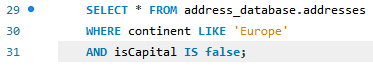 29 SELECT * FROM address_database.addresses
30 WHERE continent LIKE 'Europe'
31 AND isCapital IS false;